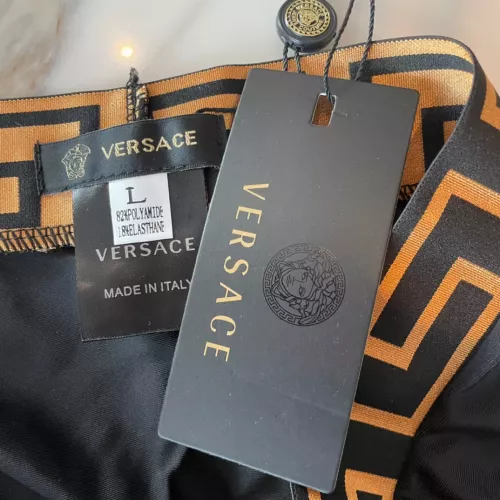 VERSACE
L
82%POLYAMIDE
18%ELASTHANE
VERSACE
MADE IN ITALY
VERSACE